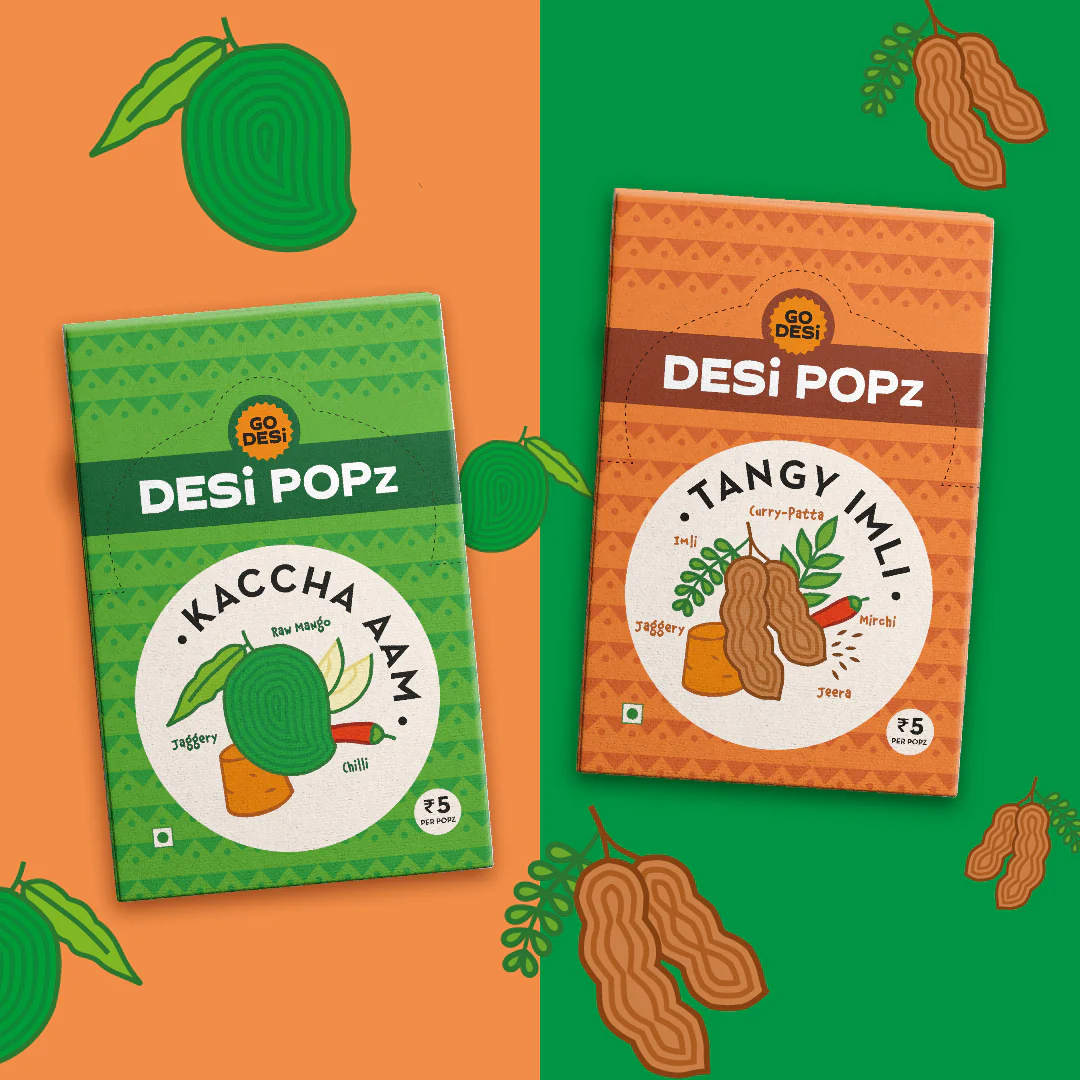 GO
DESi
DESi POPz
• KACCHA AAM •
Raw Mango
Jaggery
Chilli
₹5
PER POPZ
GO
DESi
DESi POPz
• TANGY IMLI •
Curry-Patta
Imli
Jaggery
Mirchi
Jeera
₹5
PER POPZ